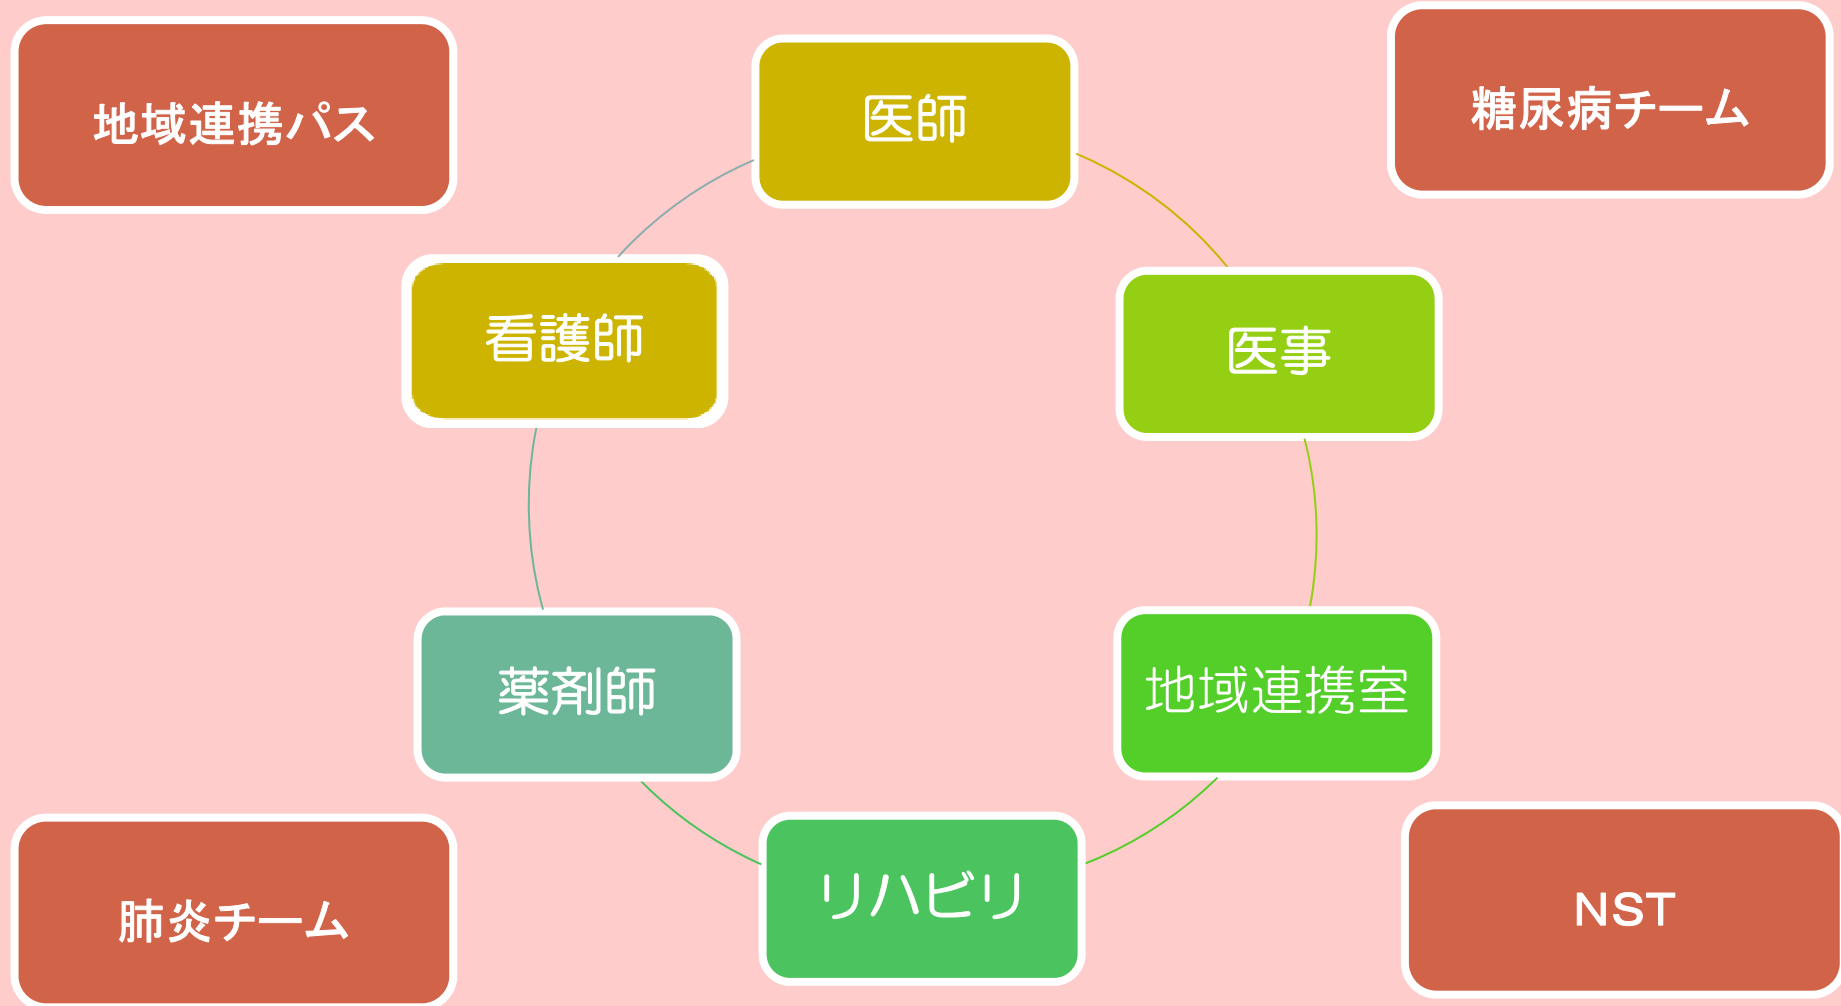 地域連携パス
医師
糖尿病チーム
看護師
医事
薬剤師
地域連携室
肺炎チーム
リハビリ
NST